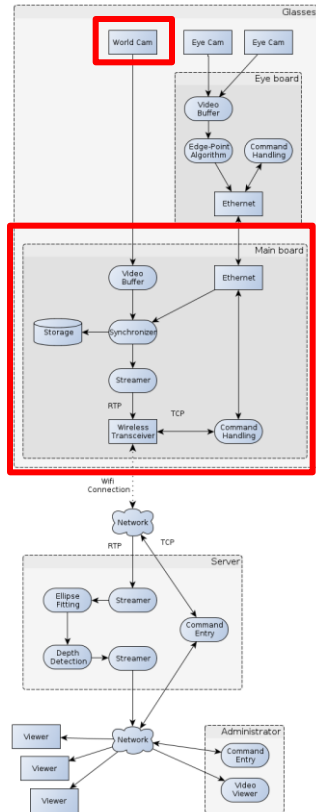 Glasses
World Cam
Eye Cam
Eye Cam
Eye board
Video
Buffer
Edge-Point
Algorithm
Command
Handling
Ethernet
Main board
Video
Buffer
Ethernet
Storage
Synchronizer
Streamer
RTP
TCP
Wireless
Transceiver
Command
Handling
Wifi
Connection
Network
RTP
TCP
Server
Ellipse
Fitting
Streamer
Command
Entry
Depth
Detection
Streamer
Network
Viewer
Viewer
Viewer
Administrator
Command
Entry
Video
Viewer